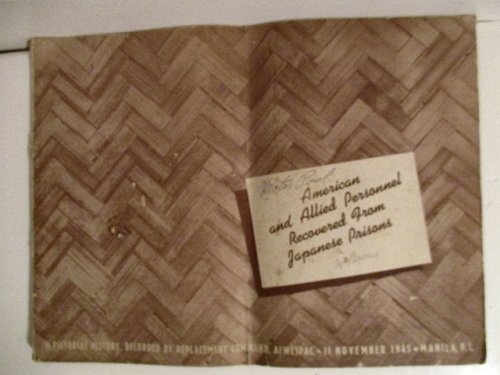 American
and Allied Personnel
Recovered From
Japanese Prisons
A PICTORIAL HISTORY, RECORDED BY REPLACEMENT COMMAND, AFWESPAC • 11 NOVEMBER 1945 • MANILA, P.I.